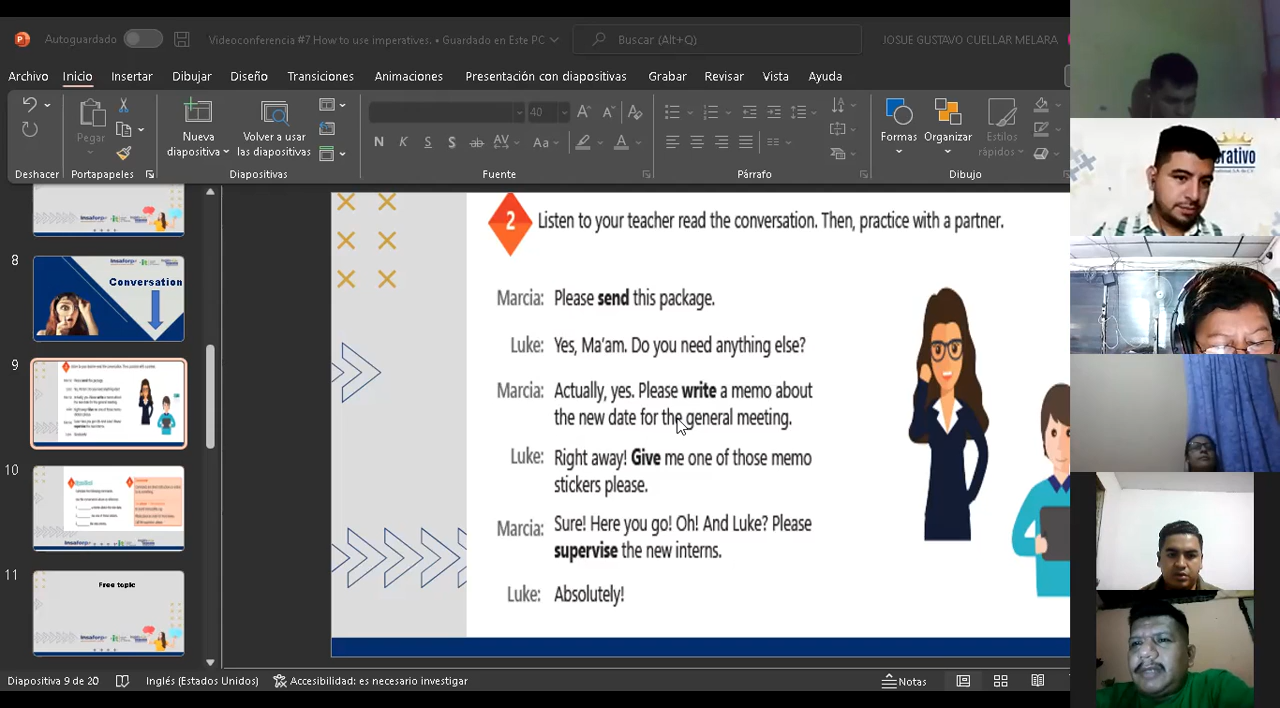 Autoguardado
Videoconferencia #7 How to use imperatives. • Guardado en Este PC
Buscar (Alt+Q)
JOSUE GUSTAVO CUELLAR MELARA
Archivo Inicio Insertar Dibujar Diseño Transiciones Animaciones Presentación con diapositivas Grabar Revisar Vista Ayuda
Pegar
Nueva diapositiva
Volver a usar las diapositivas
40
N K S S ab AV Aa A
Formas Organizar Estilos rápidos
Deshacer Portapapeles Diapositivas Fuente Párrafo Dibujo
8
Conversation
9
10
11
Free topic
2 Listen to your teacher read the conversation. Then, practice with a partner.
Marcia: Please send this package.
Luke: Yes, Ma'am. Do you need anything else?
Marcia: Actually, yes. Please write a memo about
the new date for the general meeting.
Luke: Right away! Give me one of those memo
stickers please.
Marcia: Sure! Here you go! Oh! And Luke? Please
supervise the new interns.
Luke: Absolutely!
Diapositiva 9 de 20 Inglés (Estados Unidos) Accesibilidad: es necesario investigar Notas